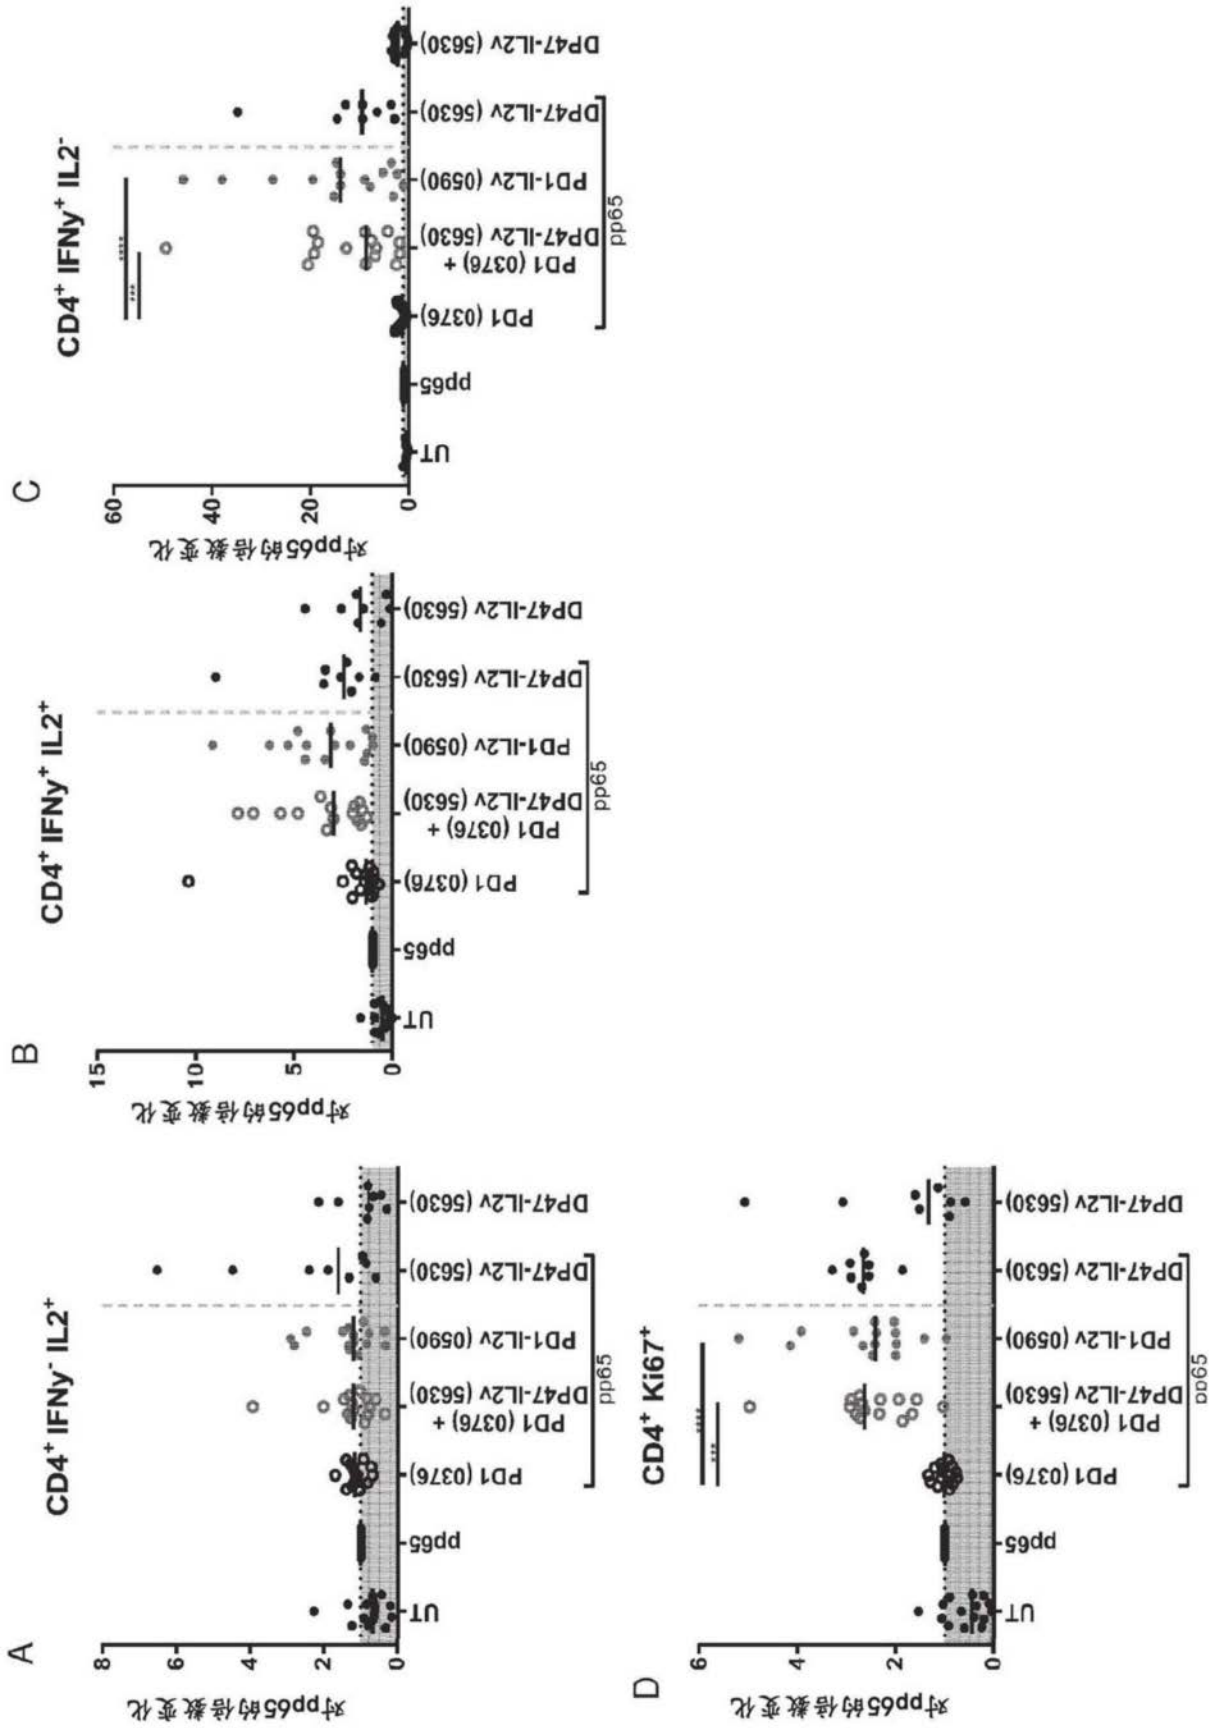 A
CD4⁺ IFNγ⁻ IL2⁺
对pp65的倍数变化
8
6
4
2
0
UT
pp65
PD1 (0376)
PD1 (0376) +
DP47-IL2v (5630)
PD1-IL2v (0590)
DP47-IL2v (5630)
DP47-IL2v (5630)
pp65
B
CD4⁺ IFNγ⁺ IL2⁺
对pp65的倍数变化
15
10
5
0
UT
pp65
PD1 (0376)
PD1 (0376) +
DP47-IL2v (5630)
PD1-IL2v (0590)
DP47-IL2v (5630)
DP47-IL2v (5630)
pp65
C
CD4⁺ IFNγ⁺ IL2⁻
对pp65的倍数变化
60
40
20
0
****
***
UT
pp65
PD1 (0376)
PD1 (0376) +
DP47-IL2v (5630)
PD1-IL2v (0590)
DP47-IL2v (5630)
DP47-IL2v (5630)
pp65
D
CD4⁺ Ki67⁺
对pp65的倍数变化
6
4
2
0
****
***
UT
pp65
PD1 (0376)
PD1 (0376) +
DP47-IL2v (5630)
PD1-IL2v (0590)
DP47-IL2v (5630)
DP47-IL2v (5630)
pp65